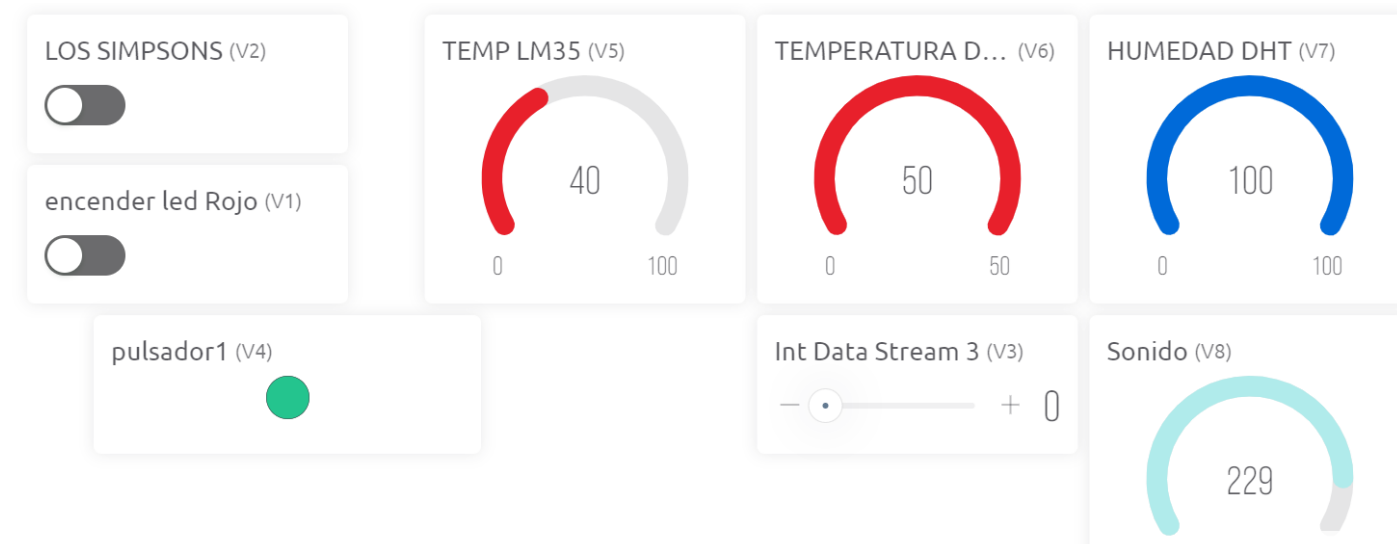 LOS SIMPSONS (V2)
TEMP LM35 (V5)
TEMPERATURA D... (V6)
HUMEDAD DHT (V7)
40
50
100
encender led Rojo (V1)
0 100
0 50
0 100
pulsador1 (V4)
Int Data Stream 3 (V3)
Sonido (V8)
− + 0
229